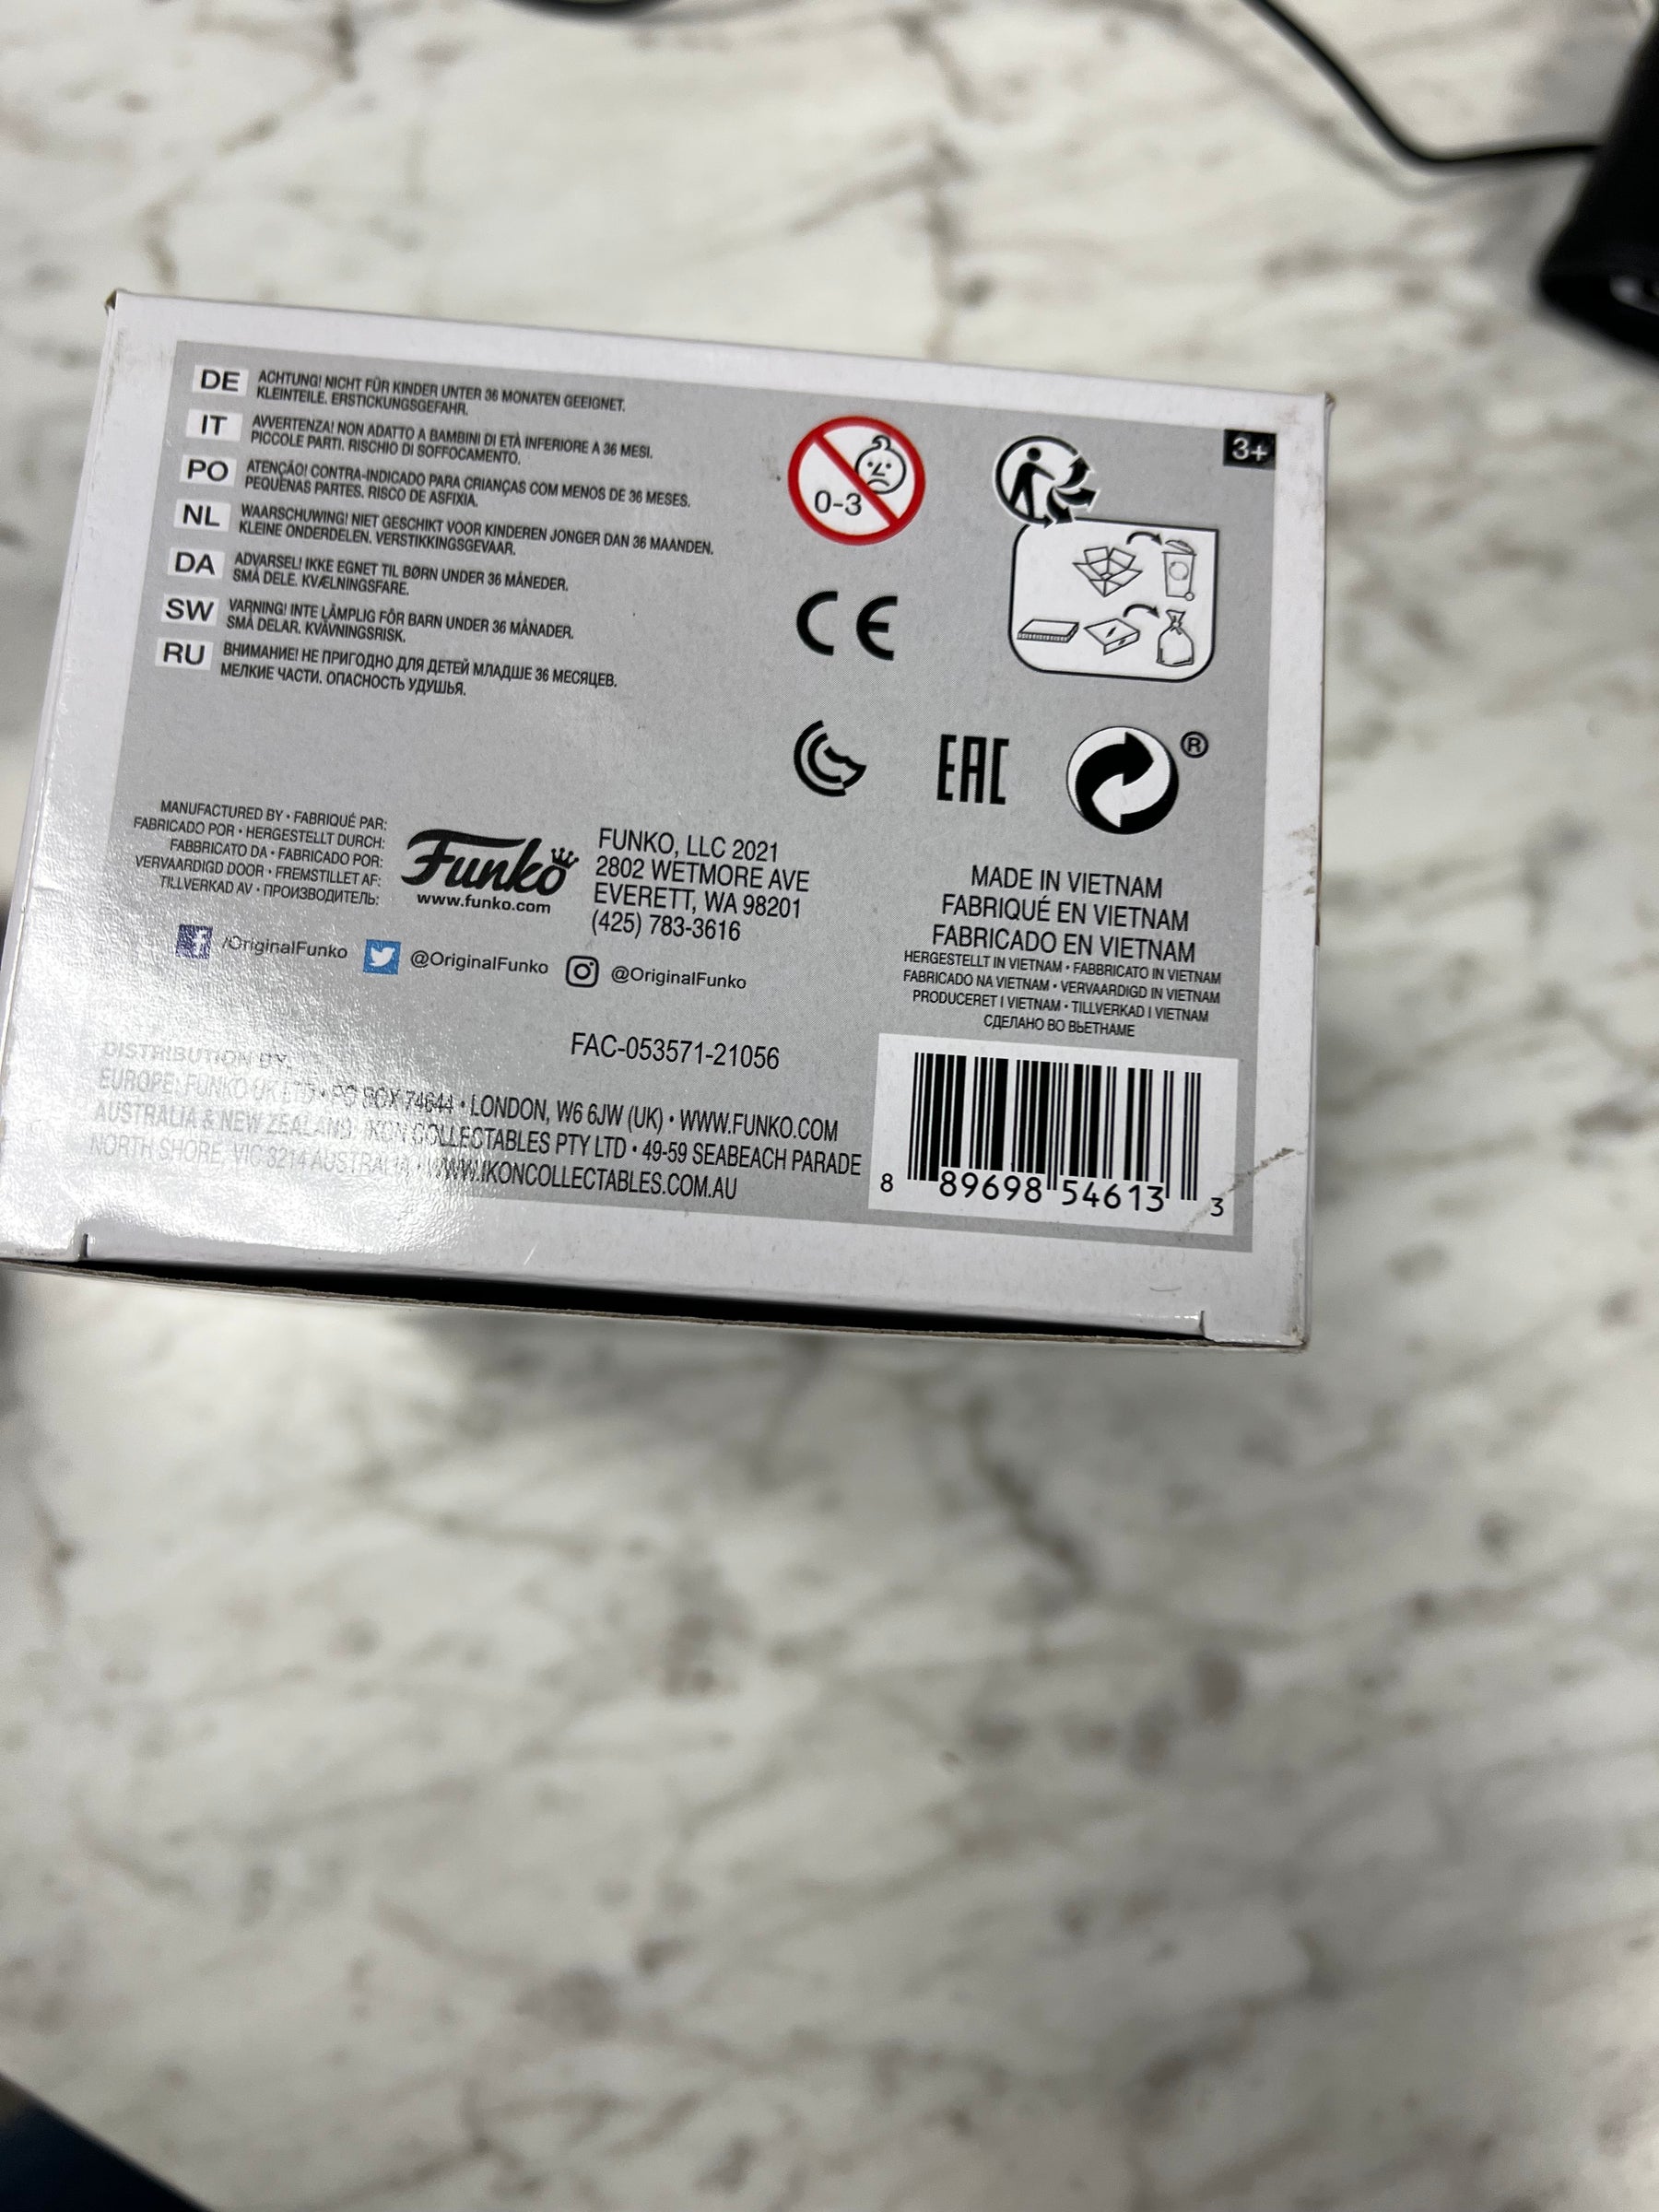 DE ACHTUNG! NICHT FÜR KINDER UNTER 36 MONATEN GEEIGNET.
KLEINTEILE. ERSTICKUNGSGEFAHR.
IT AVVERTENZA! NON ADATTO A BAMBINI DI ETÀ INFERIORE A 36 MESI.
PICCOLE PARTI. RISCHIO DI SOFFOCAMENTO.
PO ATENÇÃO! CONTRA-INDICADO PARA CRIANÇAS COM MENOS DE 36 MESES.
PEQUENAS PARTES. RISCO DE ASFIXIA.
NL WAARSCHUWING! NIET GESCHIKT VOOR KINDEREN JONGER DAN 36 MAANDEN.
KLEINE ONDERDELEN. VERSTIKKINGSGEVAAR.
DA ADVARSEL! IKKE EGNET TIL BØRN UNDER 36 MÅNEDER.
SMÅ DELE. KVÆLNINGSFARE.
SW VARNING! INTE LÄMPLIG FÖR BARN UNDER 36 MÅNADER.
SMÅ DELAR. KVÄVNINGSRISK.
RU ВНИМАНИЕ! НЕ ПРИГОДНО ДЛЯ ДЕТЕЙ МЛАДШЕ 36 МЕСЯЦЕВ.
МЕЛКИЕ ЧАСТИ. ОПАСНОСТЬ УДУШЬЯ.
0-3
3+
CE
EAC
®
MANUFACTURED BY • FABRIQUÉ PAR:
FABRICADO POR • HERGESTELLT DURCH:
FABBRICATO DA • FABRICADO POR:
VERVAARDIGD DOOR • FREMSTILLET AF:
TILLVERKAD AV • ПРОИЗВОДИТЕЛЬ:
Funko
www.funko.com
FUNKO, LLC 2021
2802 WETMORE AVE
EVERETT, WA 98201
(425) 783-3616
/OriginalFunko @OriginalFunko @OriginalFunko
MADE IN VIETNAM
FABRIQUÉ EN VIETNAM
FABRICADO EN VIETNAM
HERGESTELLT IN VIETNAM • FABBRICATO IN VIETNAM
FABRICADO NA VIETNAM • VERVAARDIGD IN VIETNAM
PRODUCERET I VIETNAM • TILLVERKAD I VIETNAM
СДЕЛАНО ВО ВЬЕТНАМЕ
FAC-053571-21056
DISTRIBUTION BY:
EUROPE: FUNKO UK LTD • PO BOX 74644 • LONDON, W6 6JW (UK) • WWW.FUNKO.COM
AUSTRALIA & NEW ZEALAND: IKON COLLECTABLES PTY LTD • 49-59 SEABEACH PARADE
NORTH SHORE, VIC 3214 AUSTRALIA • WWW.IKONCOLLECTABLES.COM.AU
8 89698 54613 3